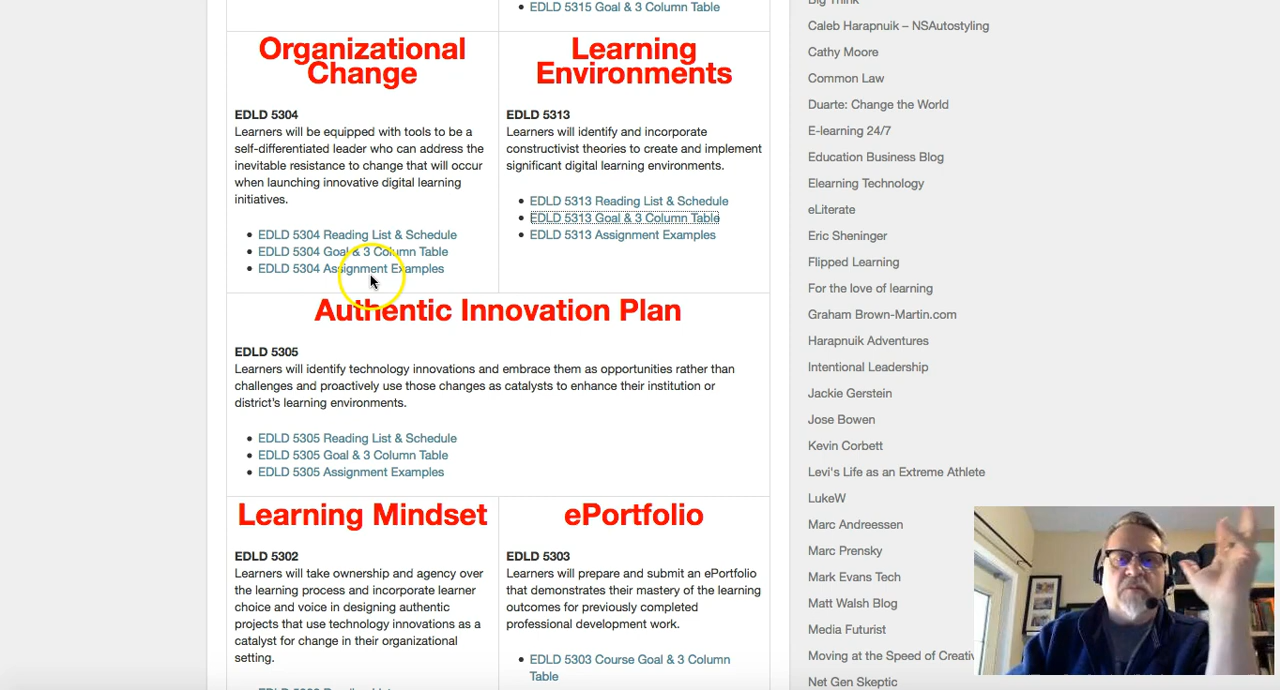 EDLD 5315 Goal & 3 Column Table
Organizational
Change
EDLD 5304
Learners will be equipped with tools to be a
self-differentiated leader who can address the
inevitable resistance to change that will occur
when launching innovative digital learning
initiatives.
EDLD 5304 Reading List & Schedule
EDLD 5304 Goal & 3 Column Table
EDLD 5304 Assignment Examples
Learning
Environments
EDLD 5313
Learners will identify and incorporate
constructivist theories to create and implement
significant digital learning environments.
EDLD 5313 Reading List & Schedule
EDLD 5313 Goal & 3 Column Table
EDLD 5313 Assignment Examples
Authentic Innovation Plan
EDLD 5305
Learners will identify technology innovations and embrace them as opportunities rather than
challenges and proactively use those changes as catalysts to enhance their institution or
district's learning environments.
EDLD 5305 Reading List & Schedule
EDLD 5305 Goal & 3 Column Table
EDLD 5305 Assignment Examples
Learning Mindset
EDLD 5302
Learners will take ownership and agency over
the learning process and incorporate learner
choice and voice in designing authentic
projects that use technology innovations as a
catalyst for change in their organizational
setting.
ePortfolio
EDLD 5303
Learners will prepare and submit an ePortfolio
that demonstrates their mastery of the learning
outcomes for previously completed
professional development work.
EDLD 5303 Course Goal & 3 Column
Table
Big Think
Caleb Harapnuik – NSAutostyling
Cathy Moore
Common Law
Duarte: Change the World
E-learning 24/7
Education Business Blog
Elearning Technology
eLiterate
Eric Sheninger
Flipped Learning
For the love of learning
Graham Brown-Martin.com
Harapnuik Adventures
Intentional Leadership
Jackie Gerstein
Jose Bowen
Kevin Corbett
Levi's Life as an Extreme Athlete
LukeW
Marc Andreessen
Marc Prensky
Mark Evans Tech
Matt Walsh Blog
Media Futurist
Moving at the Speed of Creativ
Net Gen Skeptic